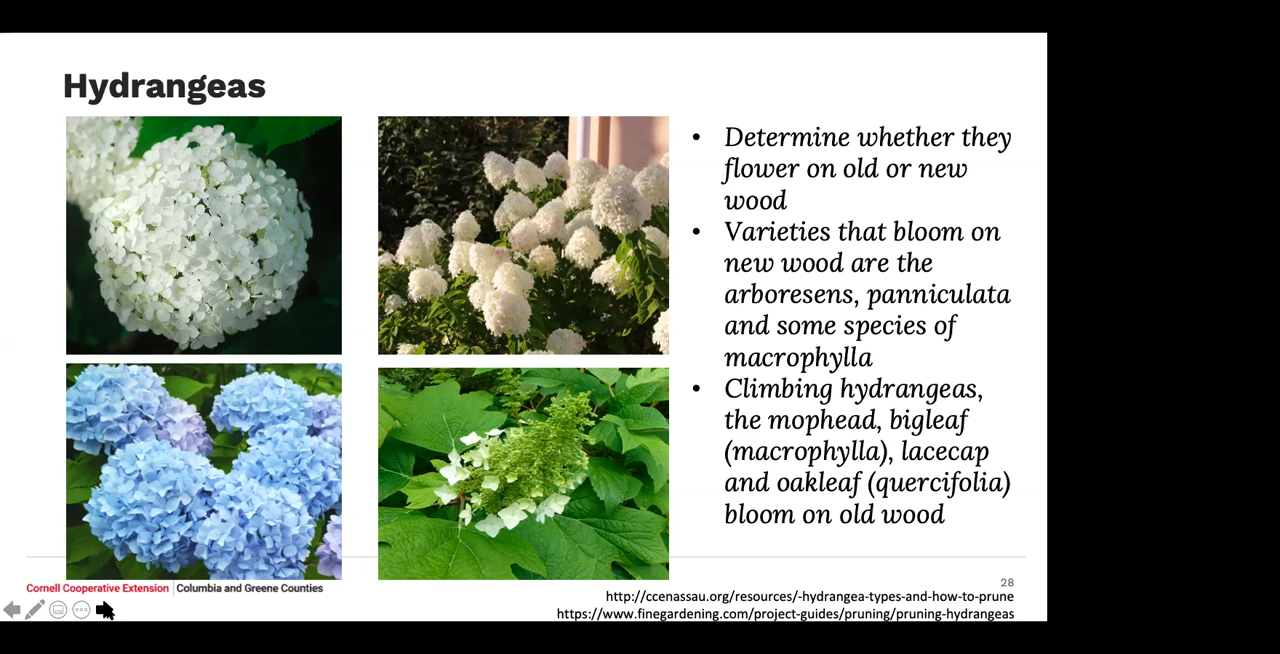 Hydrangeas
• Determine whether they
flower on old or new
wood
• Varieties that bloom on
new wood are the
arboresens, panniculata
and some species of
macrophylla
• Climbing hydrangeas,
the mophead, bigleaf
(macrophylla), lacecap
and oakleaf (quercifolia)
bloom on old wood
Cornell Cooperative Extension | Columbia and Greene Counties
28
http://ccenassau.org/resources/-hydrangea-types-and-how-to-prune
https://www.finegardening.com/project-guides/pruning/pruning-hydrangeas